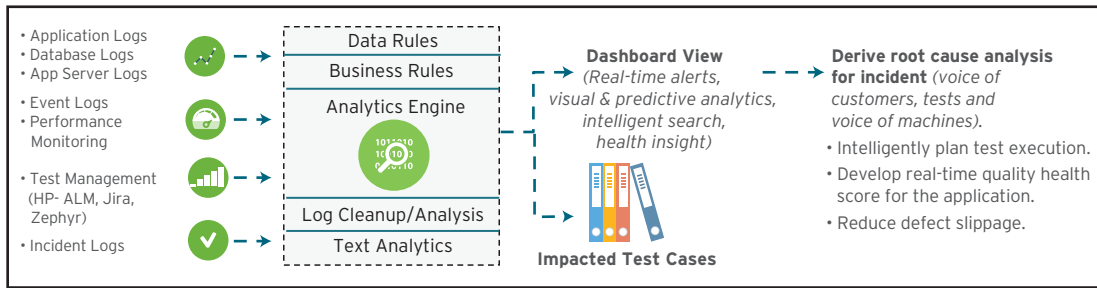 • Application Logs
• Database Logs
• App Server Logs
• Event Logs
• Performance
Monitoring
• Test Management
(HP- ALM, Jira,
Zephyr)
• Incident Logs
Data Rules
Business Rules
Analytics Engine
Log Cleanup/Analysis
Text Analytics
Dashboard View
(Real-time alerts,
visual & predictive analytics,
intelligent search,
health insight)
Impacted Test Cases
Derive root cause analysis
for incident (voice of
customers, tests and
voice of machines).
• Intelligently plan test execution.
• Develop real-time quality health
score for the application.
• Reduce defect slippage.